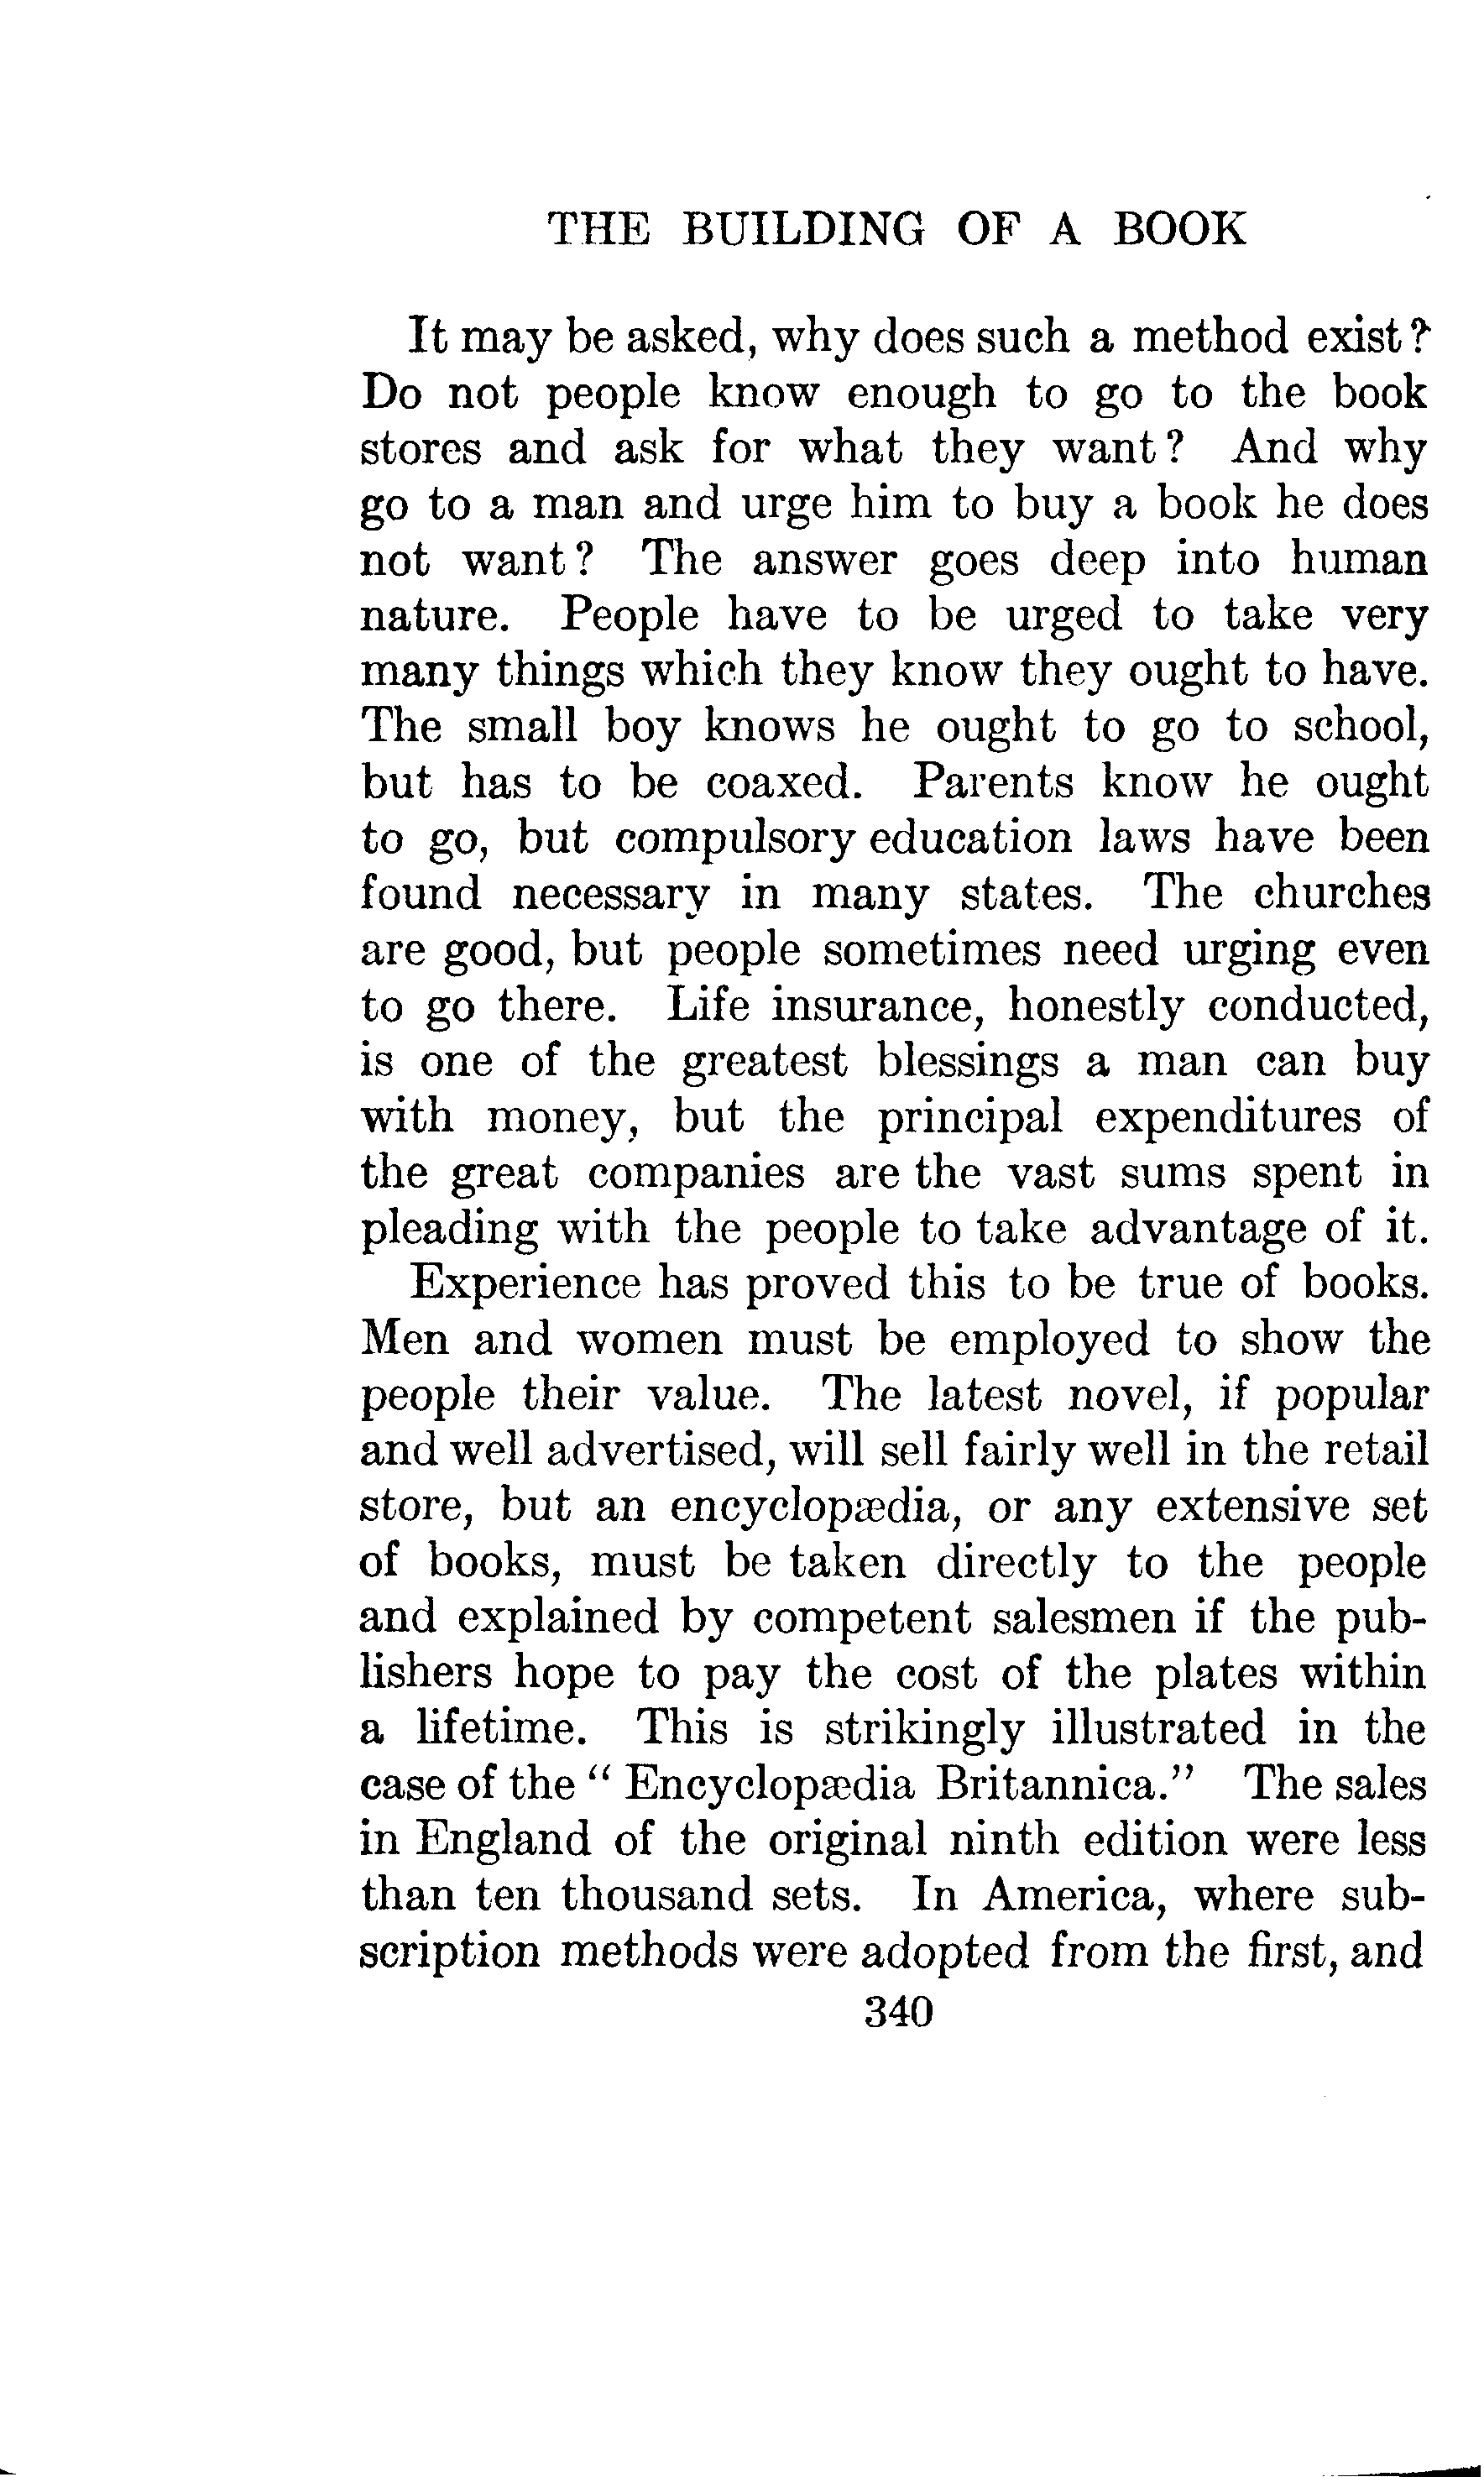 THE BUILDING OF A BOOK
It may be asked, why does such a method exist?
Do not people know enough to go to the book
stores and ask for what they want? And why
go to a man and urge him to buy a book he does
not want? The answer goes deep into human
nature. People have to be urged to take very
many things which they know they ought to have.
The small boy knows he ought to go to school,
but has to be coaxed. Parents know he ought
to go, but compulsory education laws have been
found necessary in many states. The churches
are good, but people sometimes need urging even
to go there. Life insurance, honestly conducted,
is one of the greatest blessings a man can buy
with money, but the principal expenditures of
the great companies are the vast sums spent in
pleading with the people to take advantage of it.
Experience has proved this to be true of books.
Men and women must be employed to show the
people their value. The latest novel, if popular
and well advertised, will sell fairly well in the retail
store, but an encyclopædia, or any extensive set
of books, must be taken directly to the people
and explained by competent salesmen if the pub-
lishers hope to pay the cost of the plates within
a lifetime. This is strikingly illustrated in the
case of the "Encyclopædia Britannica." The sales
in England of the original ninth edition were less
than ten thousand sets. In America, where sub-
scription methods were adopted from the first, and
340